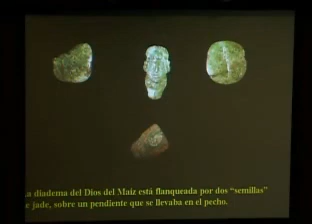 La diadema del Dios del Maíz está flanqueada por dos “semillas”
de jade, sobre un pendiente que se llevaba en el pecho.